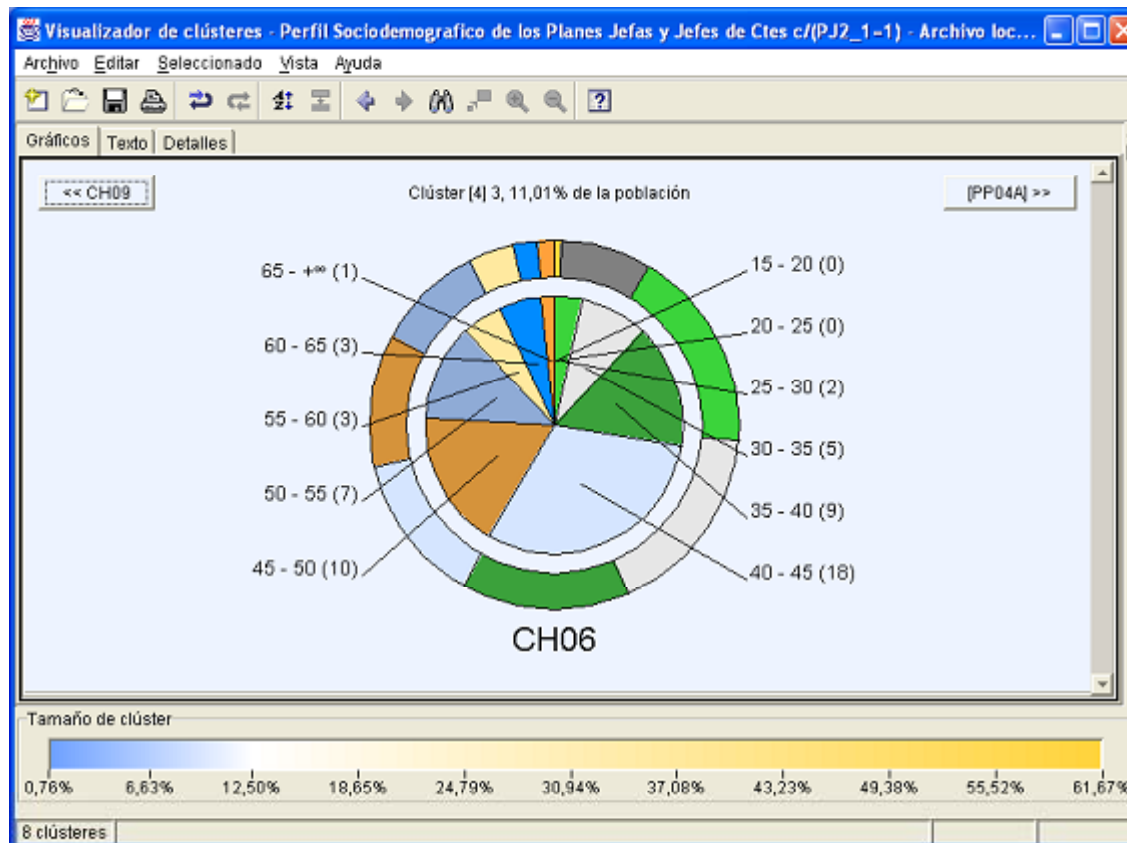 Visualizador de clústeres - Perfil Sociodemografico de los Planes Jefas y Jefes de Ctes c/(PJ2_1=1) - Archivo loc...
Archivo Editar Seleccionado Vista Ayuda
Gráficos Texto Detalles
<< CH09
Clúster [4] 3, 11,01% de la población
[PP04A] >>
65 - +∞ (1)
15 - 20 (0)
20 - 25 (0)
60 - 65 (3)
25 - 30 (2)
55 - 60 (3)
30 - 35 (5)
50 - 55 (7)
35 - 40 (9)
45 - 50 (10)
40 - 45 (18)
CH06
Tamaño de clúster
0,76% 6,63% 12,50% 18,65% 24,79% 30,94% 37,08% 43,23% 49,38% 55,52% 61,67%
8 clústeres